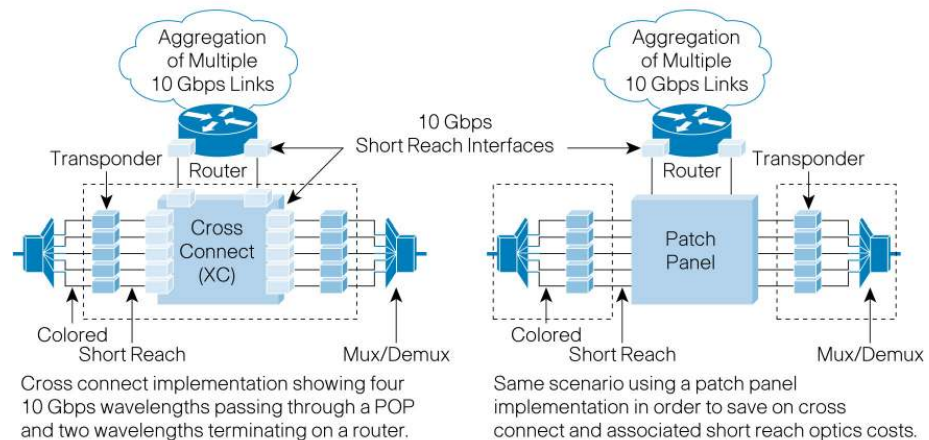 Aggregation
of Multiple
10 Gbps Links
Aggregation
of Multiple
10 Gbps Links
10 Gbps
Short Reach Interfaces
Transponder
Router
Router
Transponder
Cross
Connect
(XC)
Patch
Panel
Colored
Short Reach
Mux/Demux
Colored
Short Reach
Mux/Demux
Cross connect implementation showing four
10 Gbps wavelengths passing through a POP
and two wavelengths terminating on a router.
Same scenario using a patch panel
implementation in order to save on cross
connect and associated short reach optics costs.